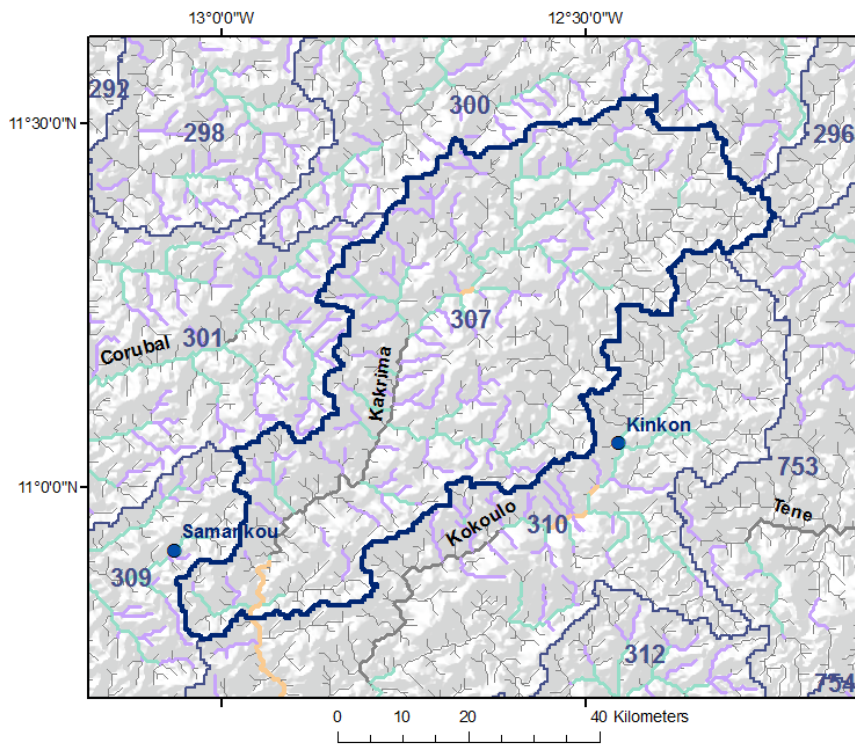 13°0'0"W 12°30'0"W
11°30'0"N
11°0'0"N
292
298
300
296
301
Corubal
307
Kakrima
Kinkon
753
Tene
Kokoulo
310
Samankou
309
312
754
0 10 20 40 Kilometers